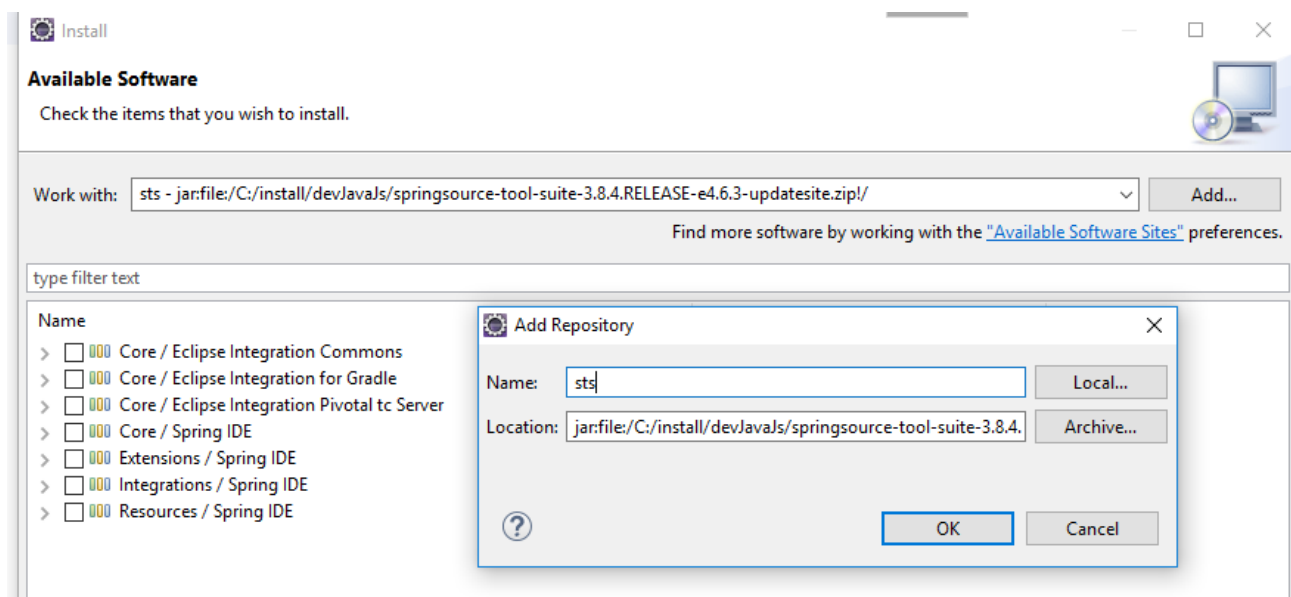 Install
Available Software
Check the items that you wish to install.
Work with: sts - jar:file:/C:/install/devJavaJs/springsource-tool-suite-3.8.4.RELEASE-e4.6.3-updatesite.zip!/ Add...
Find more software by working with the "Available Software Sites" preferences.
type filter text
Name
Core / Eclipse Integration Commons
Core / Eclipse Integration for Gradle
Core / Eclipse Integration Pivotal tc Server
Core / Spring IDE
Extensions / Spring IDE
Integrations / Spring IDE
Resources / Spring IDE
Add Repository
Name: sts Local...
Location: jar:file:/C:/install/devJavaJs/springsource-tool-suite-3.8.4. Archive...
? OK Cancel